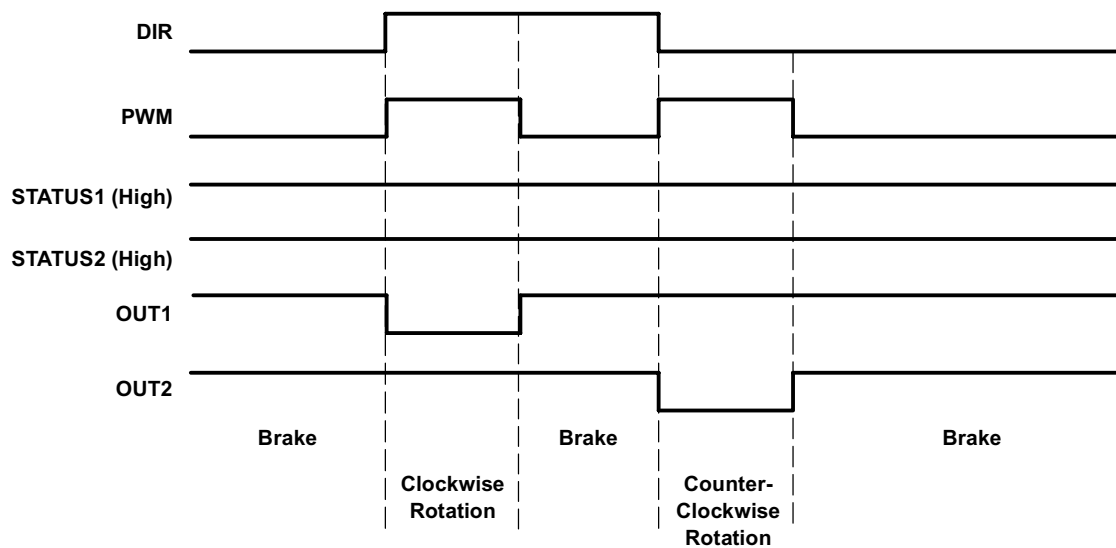 DIR
PWM
STATUS1 (High)
STATUS2 (High)
OUT1
OUT2
Brake
Brake
Brake
Clockwise
Rotation
Counter-
Clockwise
Rotation